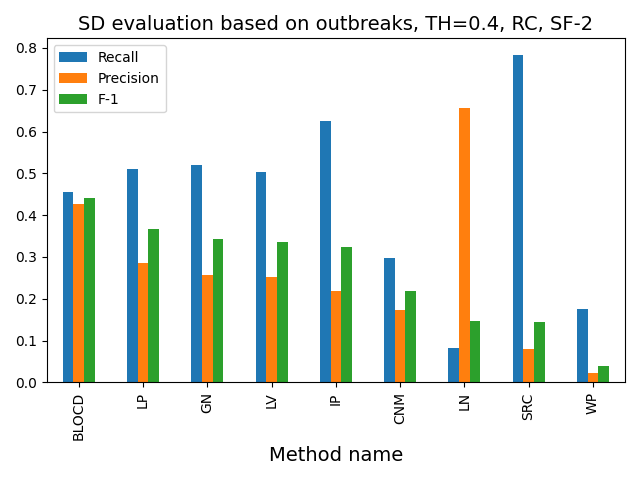 SD evaluation based on outbreaks, TH=0.4, RC, SF-2
Recall
Precision
F-1
0.8
0.7
0.6
0.5
0.4
0.3
0.2
0.1
0.0
BLOCD
LP
GN
LV
IP
CNM
LN
SRC
WP
Method name